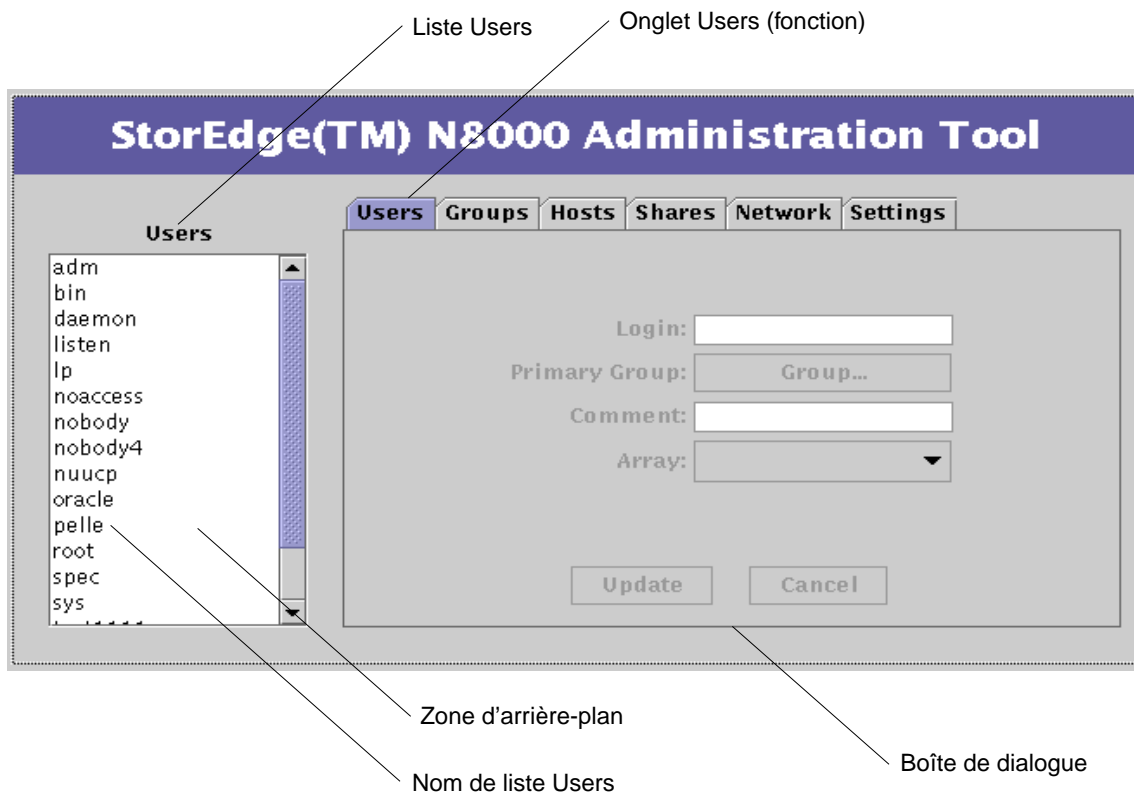 Liste Users
Onglet Users (fonction)
StorEdge(TM) N8000 Administration Tool
Users Groups Hosts Shares Network Settings
Users
adm
bin
daemon
listen
lp
noaccess
nobody
nobody4
nuucp
oracle
pelle
root
spec
sys
Login:
Primary Group: Group...
Comment:
Array:
Update Cancel
Zone d'arrière-plan
Boîte de dialogue
Nom de liste Users